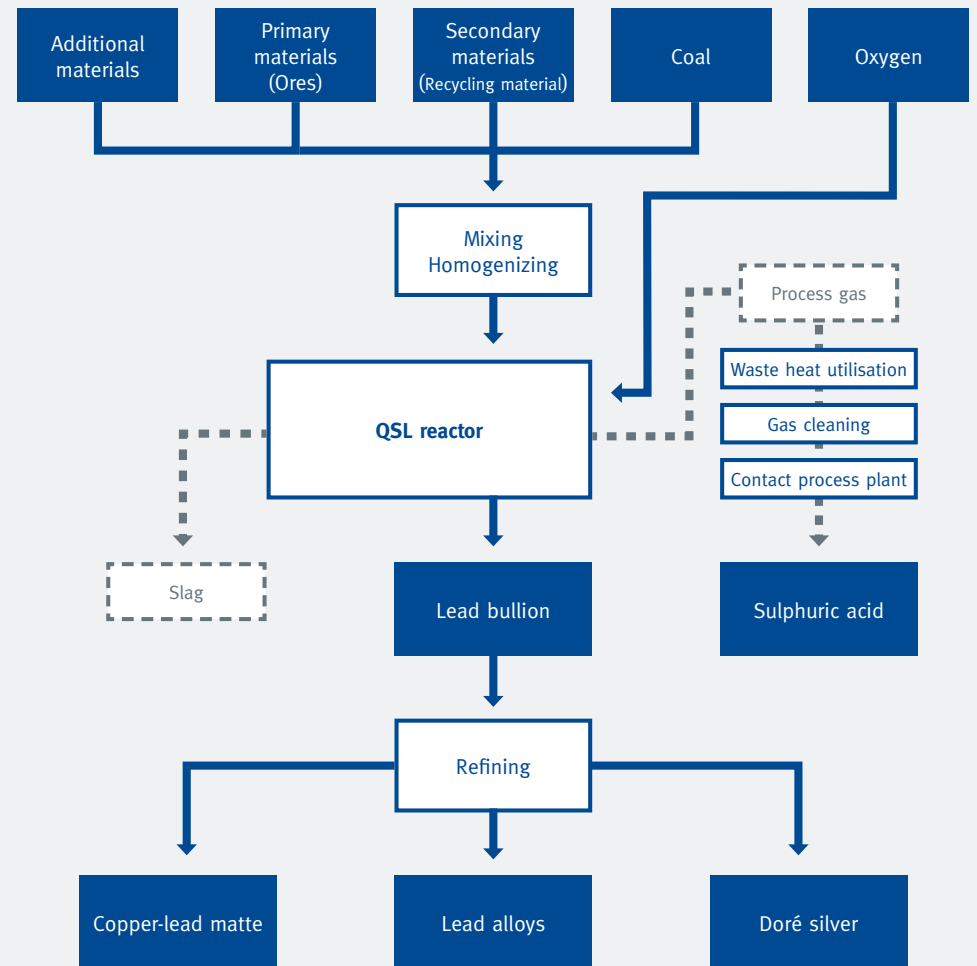 Additional
materials
Primary
materials
(Ores)
Secondary
materials
(Recycling material)
Coal
Oxygen
Mixing
Homogenizing
Process gas
Waste heat utilisation
QSL reactor
Gas cleaning
Contact process plant
Slag
Lead bullion
Sulphuric acid
Refining
Copper-lead matte
Lead alloys
Doré silver